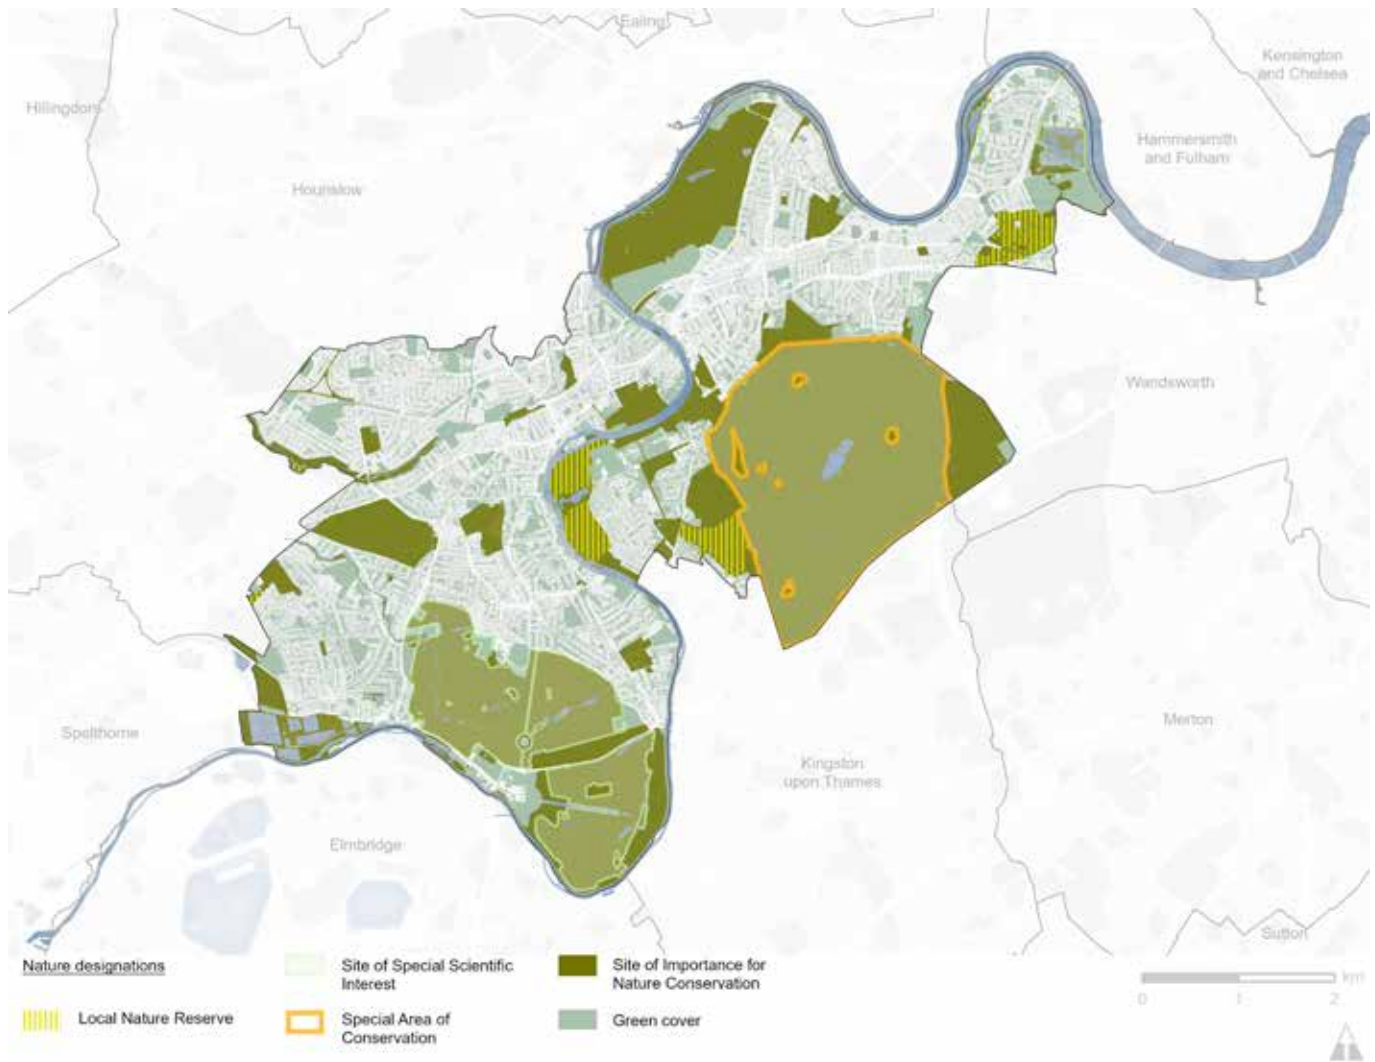 Ealing
Kensington
and Chelsea
Hillingdon
Hammersmith
and Fulham
Hounslow
Wandsworth
Spelthorne
Merton
Kingston
upon Thames
Elmbridge
Sutton
Nature designations
Site of Special Scientific
Interest
Site of Importance for
Nature Conservation
Local Nature Reserve
Special Area of
Conservation
Green cover
km
0 1 2